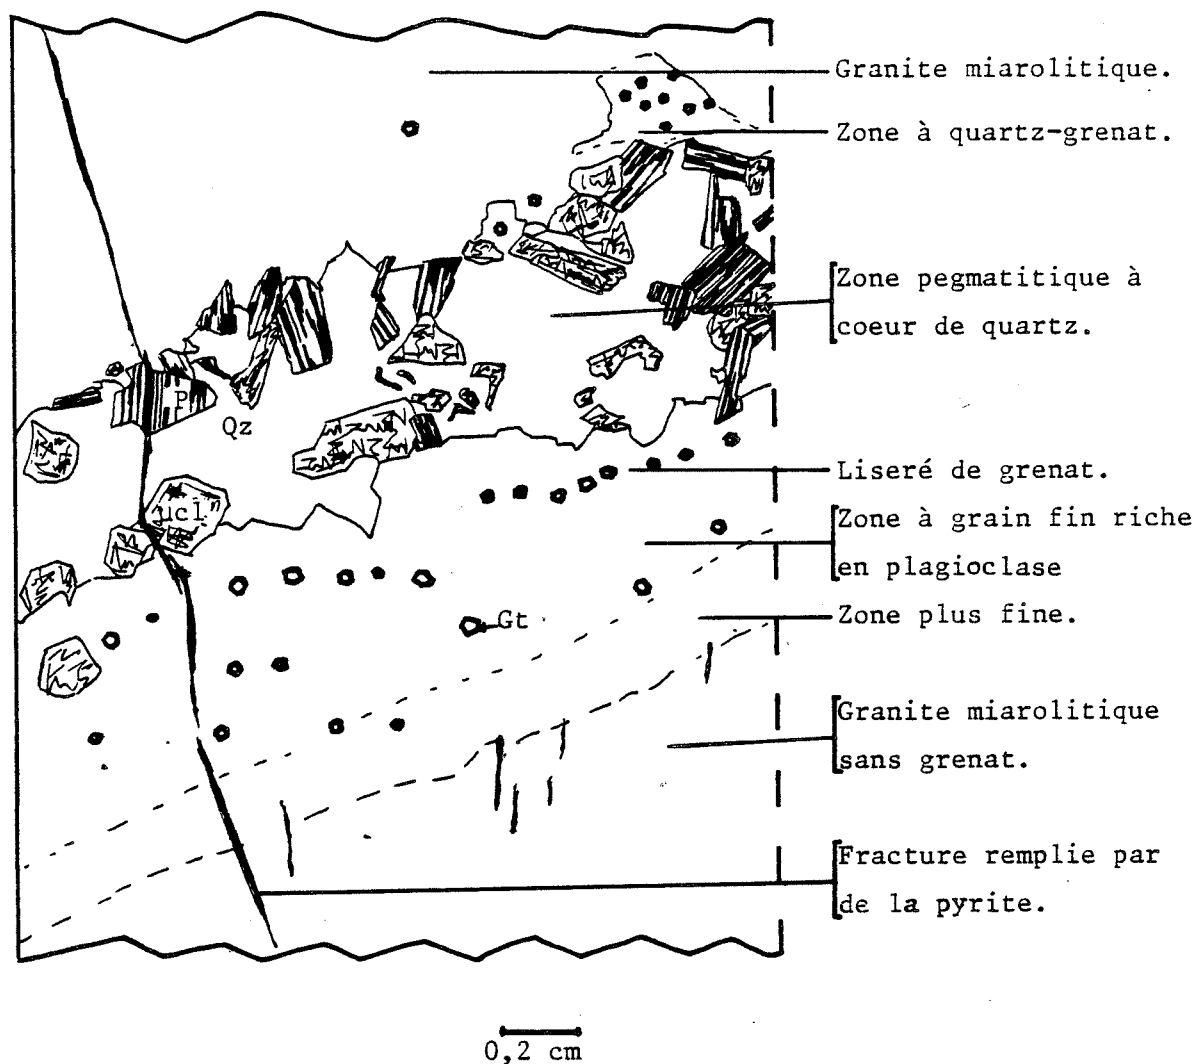 Granite miarolitique.
Zone à quartz-grenat.
Zone pegmatitique à
coeur de quartz.
P
Qz
Liseré de grenat.
μcl"
Zone à grain fin riche
en plagioclase
Gt
Zone plus fine.
Granite miarolitique
sans grenat.
Fracture remplie par
de la pyrite.
0,2 cm